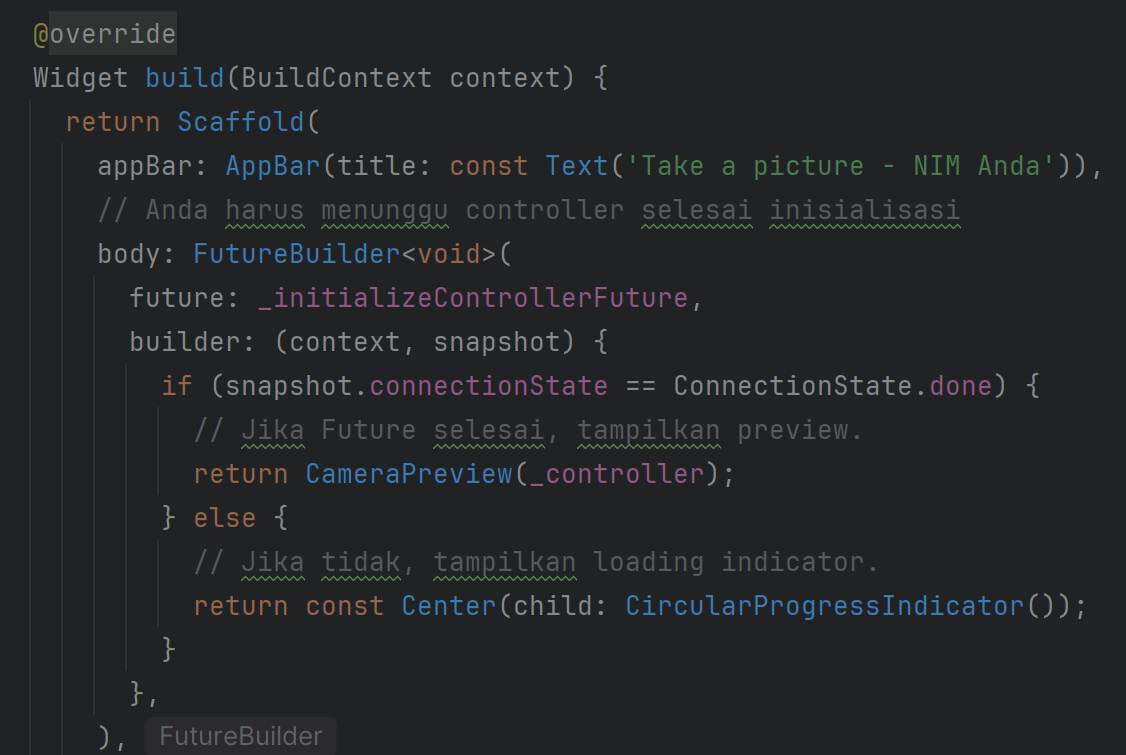 @override
Widget build(BuildContext context) {
return Scaffold(
appBar: AppBar(title: const Text('Take a picture - NIM Anda')),
// Anda harus menunggu controller selesai inisialisasi
body: FutureBuilder<void>(
future: _initializeControllerFuture,
builder: (context, snapshot) {
if (snapshot.connectionState == ConnectionState.done) {
// Jika Future selesai, tampilkan preview.
return CameraPreview(_controller);
} else {
// Jika tidak, tampilkan loading indicator.
return const Center(child: CircularProgressIndicator());
}
},
), FutureBuilder